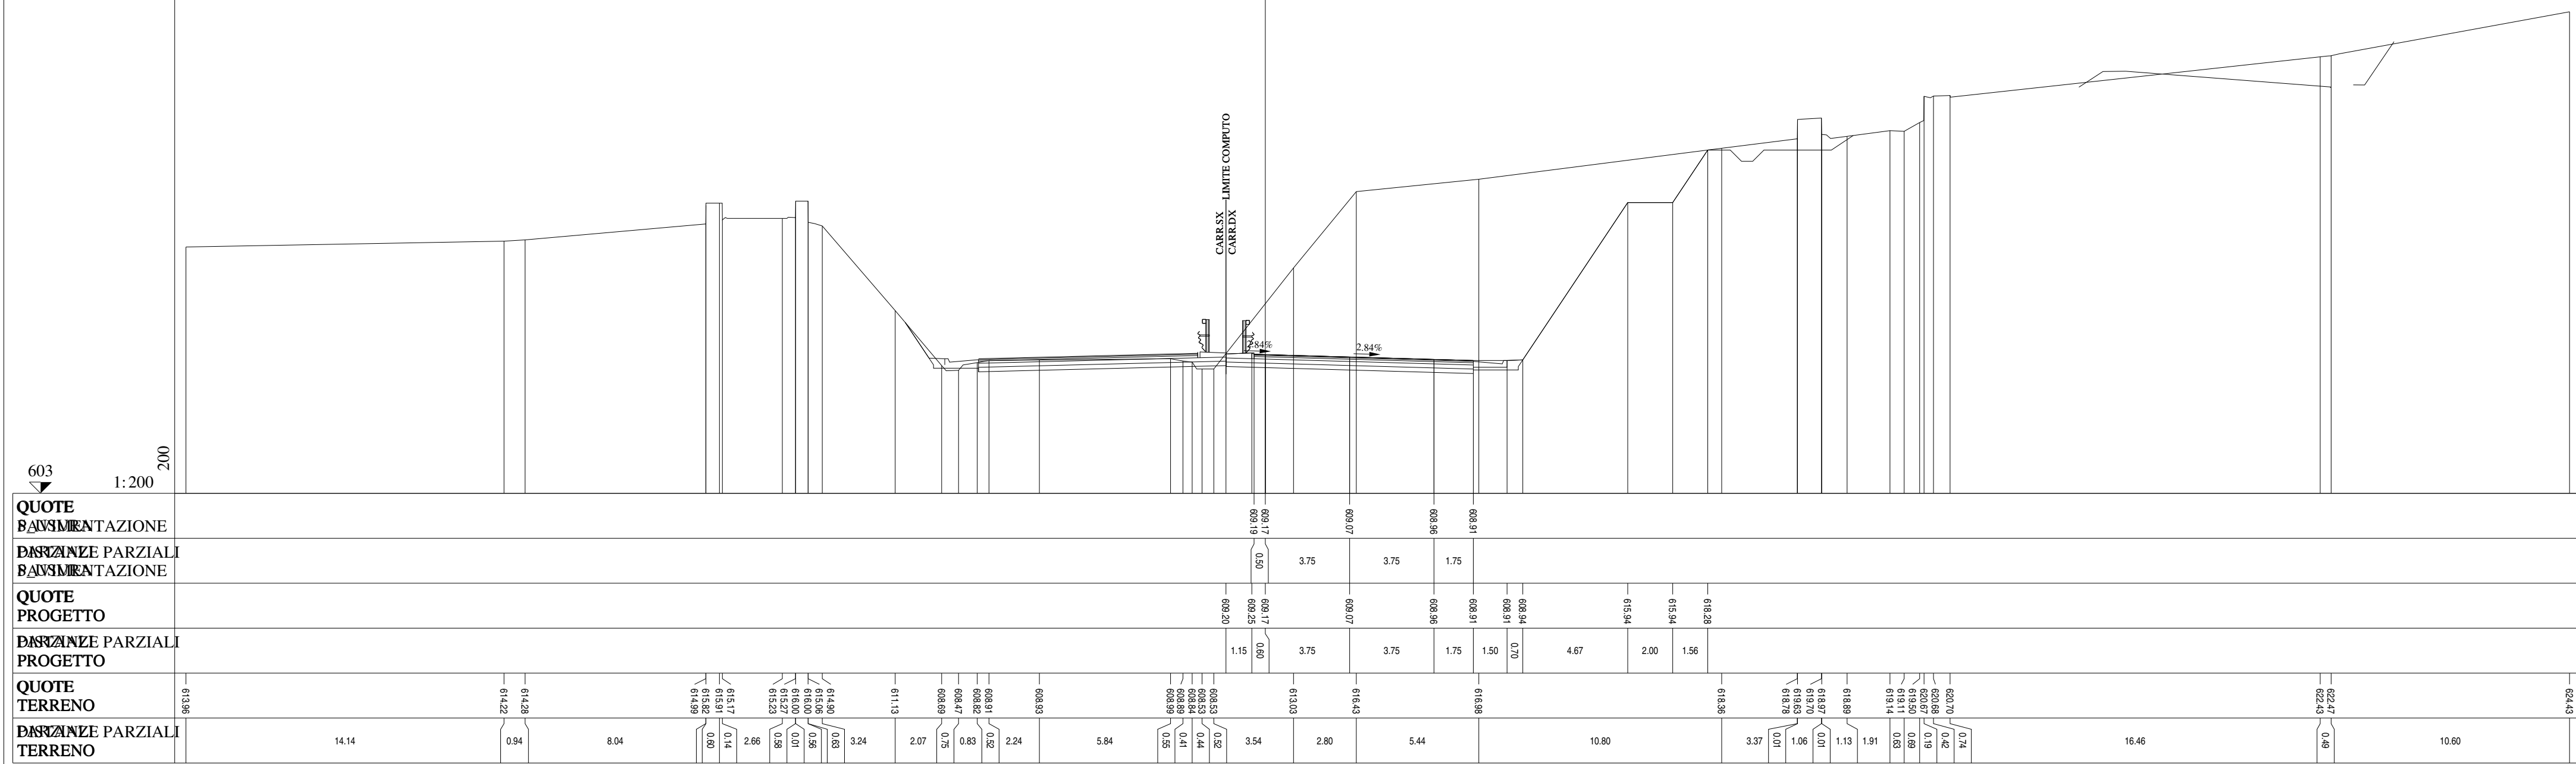 LIMITE COMPUTO
CARR.SX
CARR.DX
2.84%
2.84%
200
603
1:200
QUOTE
PAVIMENTAZIONE
609.19 609.17 609.07 608.96 608.91
DISTANZE PARZIALI
PAVIMENTAZIONE
0.50 3.75 3.75 1.75
QUOTE
PROGETTO
609.20 609.25 609.17 609.07 608.96 608.91 608.91 608.94 615.94 615.94 618.28
DISTANZE PARZIALI
PROGETTO
1.15 0.60 3.75 3.75 1.75 1.50 0.70 4.67 2.00 1.56
QUOTE
TERRENO
613.96 614.22 614.28 614.99 615.82 615.91 615.17 615.23 615.27 616.00 616.00 615.06 614.90 611.13 608.69 608.47 608.82 608.91 608.93 608.99 608.89 608.84 608.53 608.53 613.03 616.43 616.98 618.36 618.78 619.63 619.70 618.97 618.89 619.14 619.11 619.50 620.67 620.68 620.70 622.43 622.47 624.43
DISTANZE PARZIALI
TERRENO
14.14 0.94 8.04 0.60 0.14 2.66 0.58 0.01 0.56 0.63 3.24 2.07 0.75 0.83 0.52 2.24 5.84 0.55 0.41 0.44 0.52 3.54 2.80 5.44 10.80 3.37 0.01 1.06 0.01 1.13 1.91 0.63 0.69 0.19 0.42 0.74 16.46 0.49 10.60